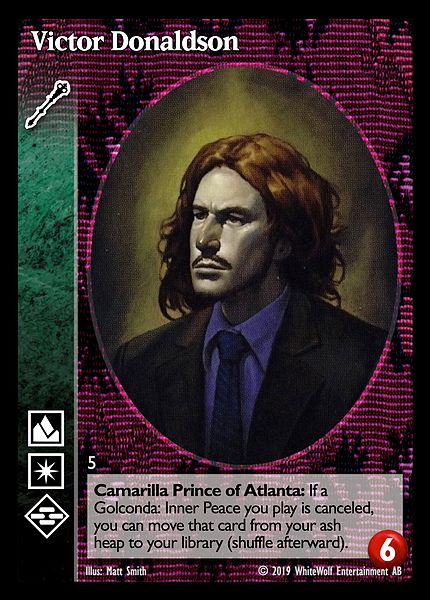 Victor Donaldson
5
Camarilla Prince of Atlanta: If a
Golconda: Inner Peace you play is canceled,
you can move that card from your ash
heap to your library (shuffle afterward).
6
Illus: Matt Smith © 2019 WhiteWolf Entertainment AB